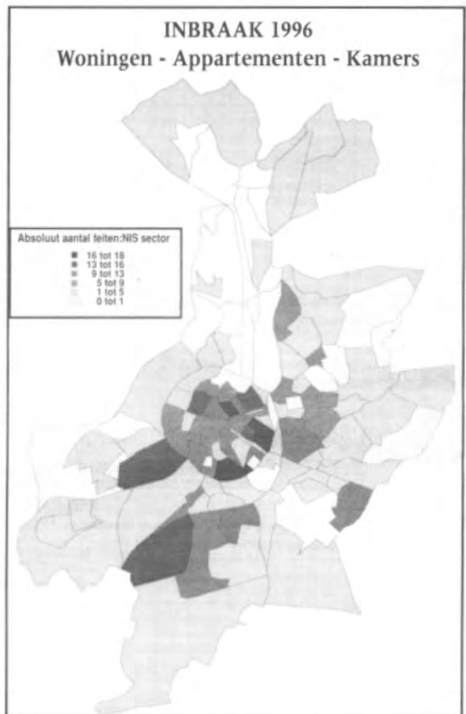 INBRAAK 1996
Woningen - Appartementen - Kamers
Absoluut aantal feiten:NIS sector
16 tot 18
13 tot 16
9 tot 13
5 tot 9
1 tot 5
0 tot 1